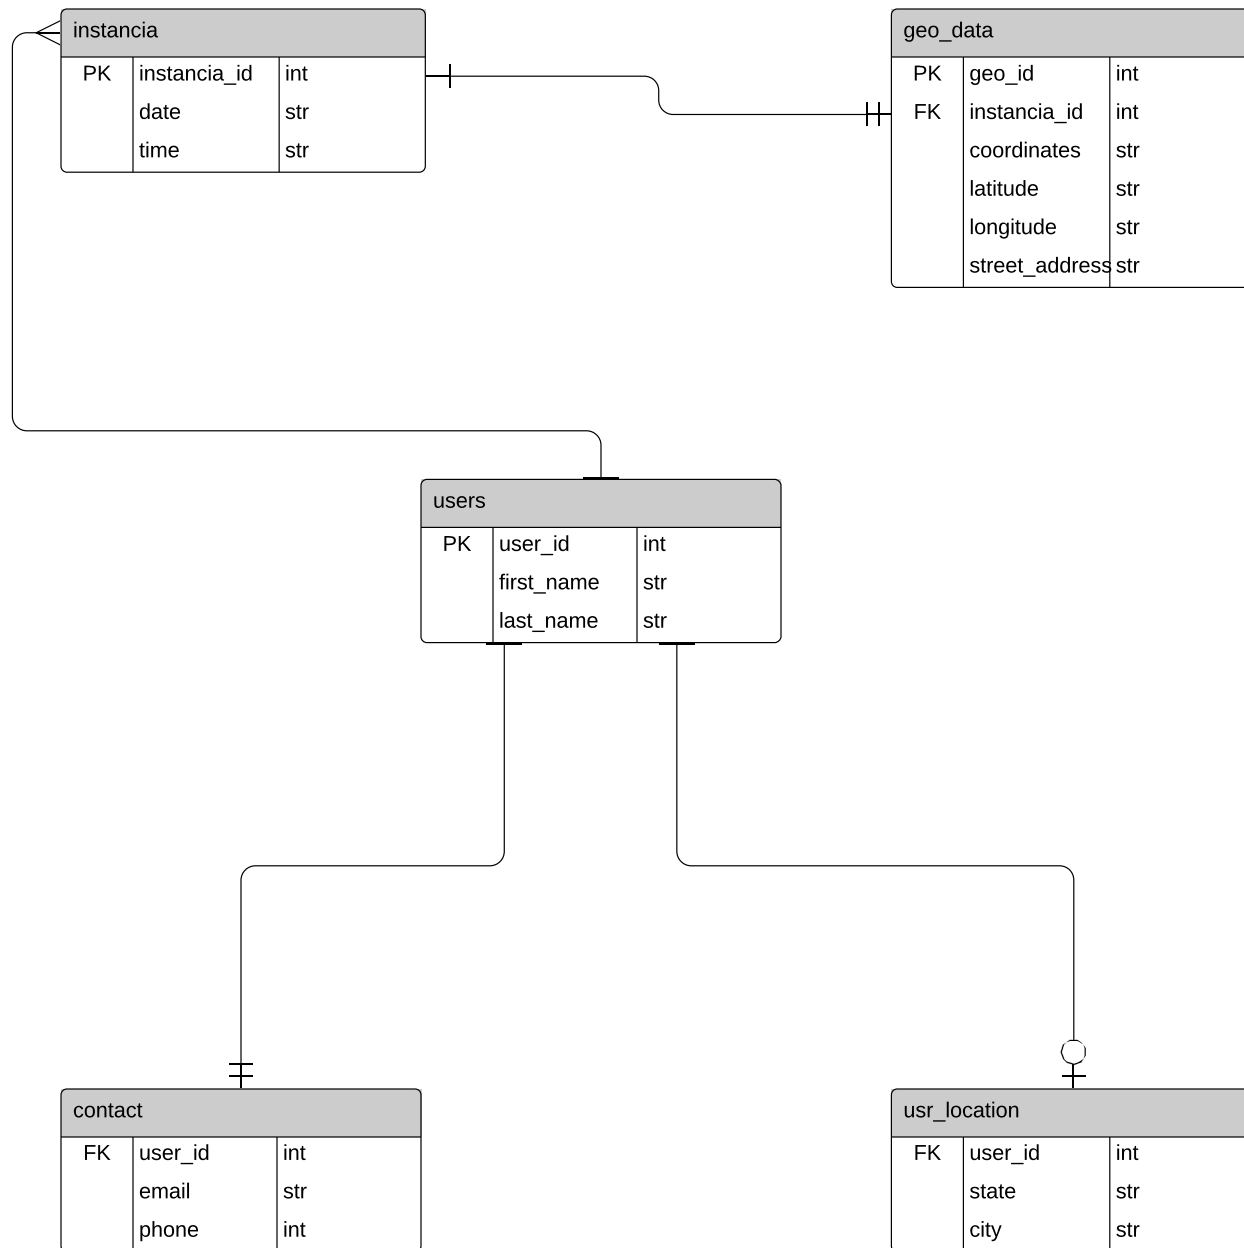 instancia
PK instancia_id int
date str
time str
geo_data
PK geo_id int
FK instancia_id int
coordinates str
latitude str
longitude str
street_address str
users
PK user_id int
first_name str
last_name str
contact
FK user_id int
email str
phone int
usr_location
FK user_id int
state str
city str